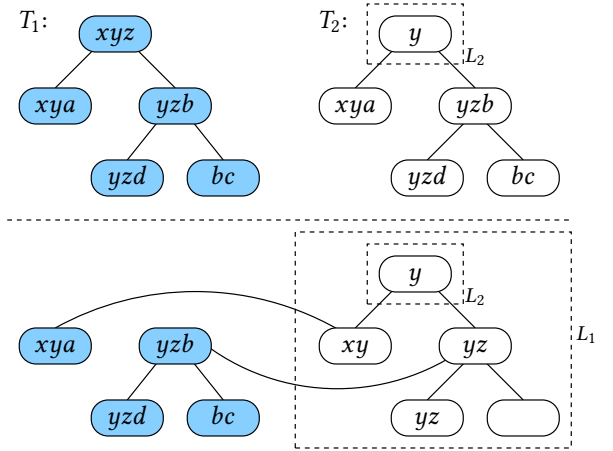 T₁: xyz T₂: y L₂
xya yzb xya yzb
yzd bc yzd bc
y L₂
xya yzb xy yz L₁
yzd bc yz